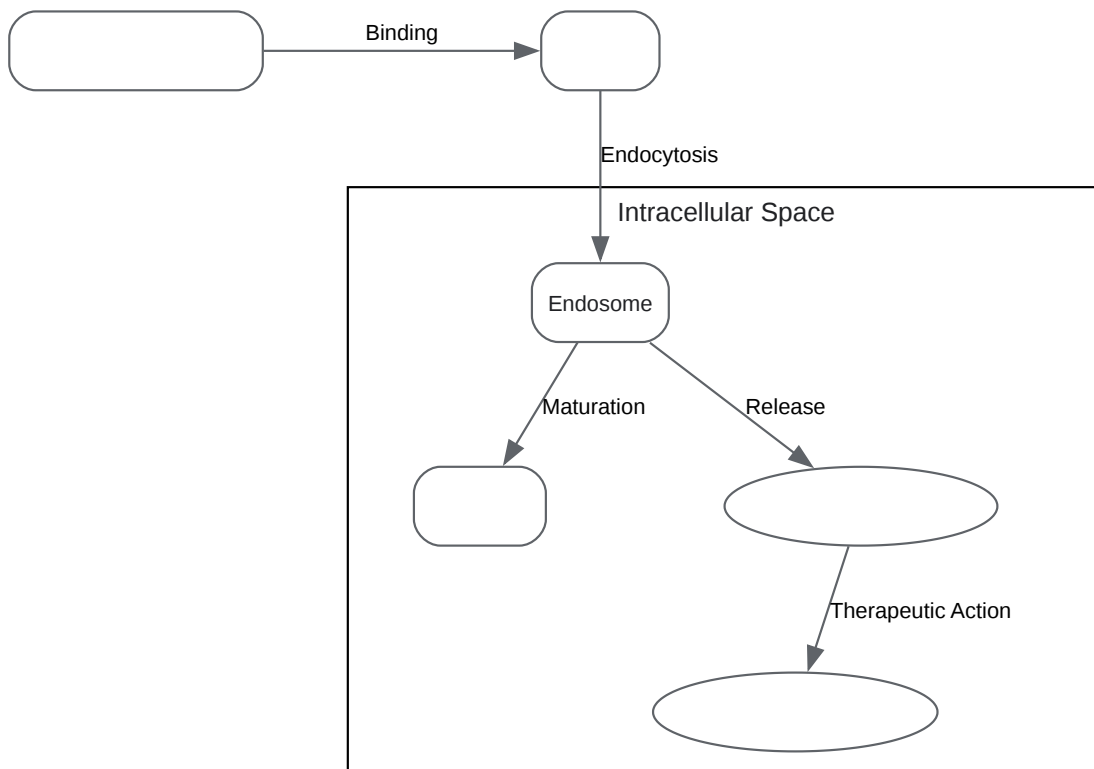 Binding
Endocytosis
Intracellular Space
Endosome
Maturation
Release
Therapeutic Action